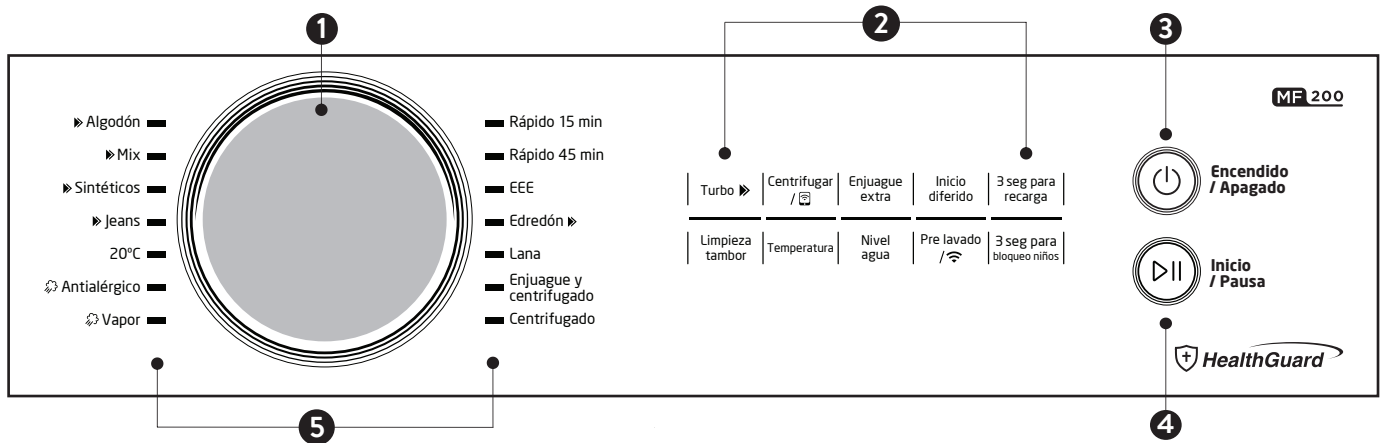 1
2
3
MF 200
Algodón
Mix
Sintéticos
Jeans
20ºC
Antialérgico
Vapor
Rápido 15 min
Rápido 45 min
EEE
Edredón
Lana
Enjuague y
centrifugado
Centrifugado
Turbo
Centrifugar
/
Enjuague
extra
Inicio
diferido
3 seg para
recarga
Limpieza
tambor
Temperatura
Nivel
agua
Pre lavado
/
3 seg para
bloqueo niños
Encendido
/ Apagado
Inicio
/ Pausa
HealthGuard
5
4